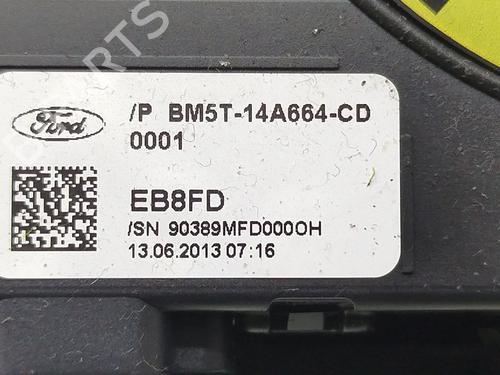 Ford
/P BM5T-14A664-CD
0001
EB8FD
/SN 90389MFD000OH
13.06.2013 07:16